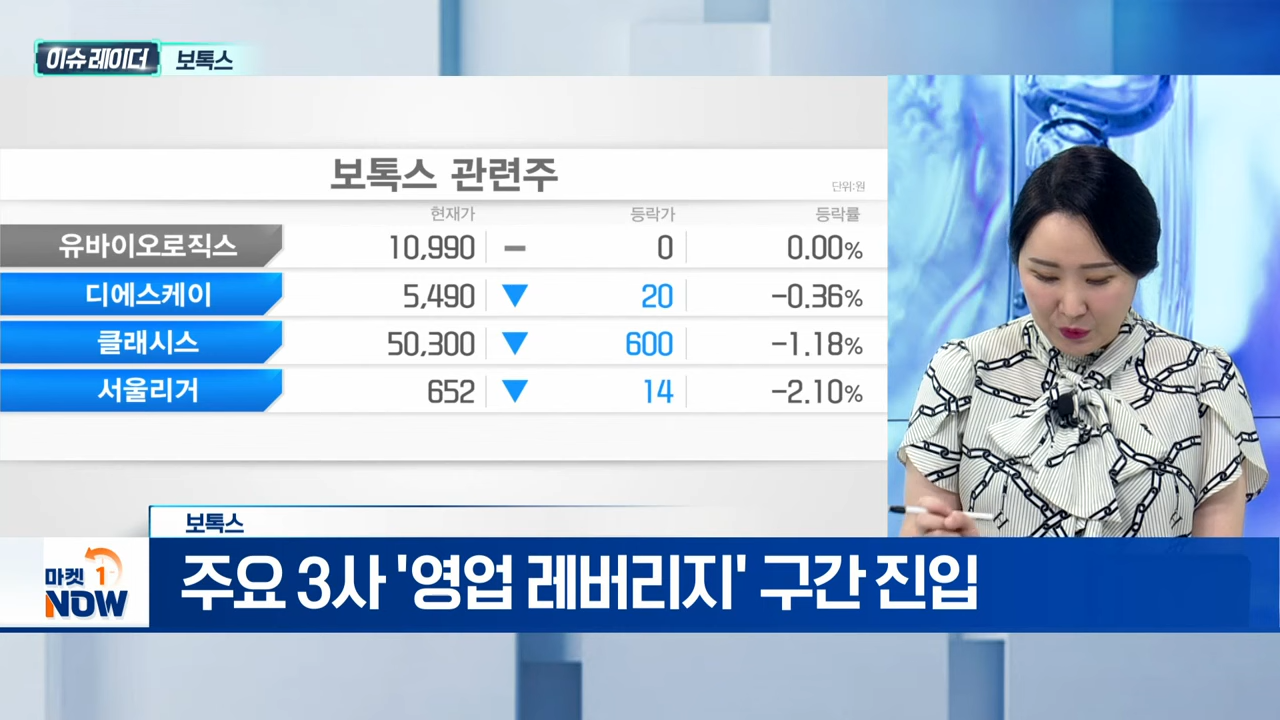 이슈레이더 보톡스
보톡스 관련주
단위:원
현재가 등락가 등락률
유바이오로직스 10,990 0 0.00%
디에스케이 5,490 ▼ 20 -0.36%
클래시스 50,300 ▼ 600 -1.18%
서울리거 652 ▼ 14 -2.10%
보톡스
주요 3사 '영업 레버리지' 구간 진입
마켓 1
NOW